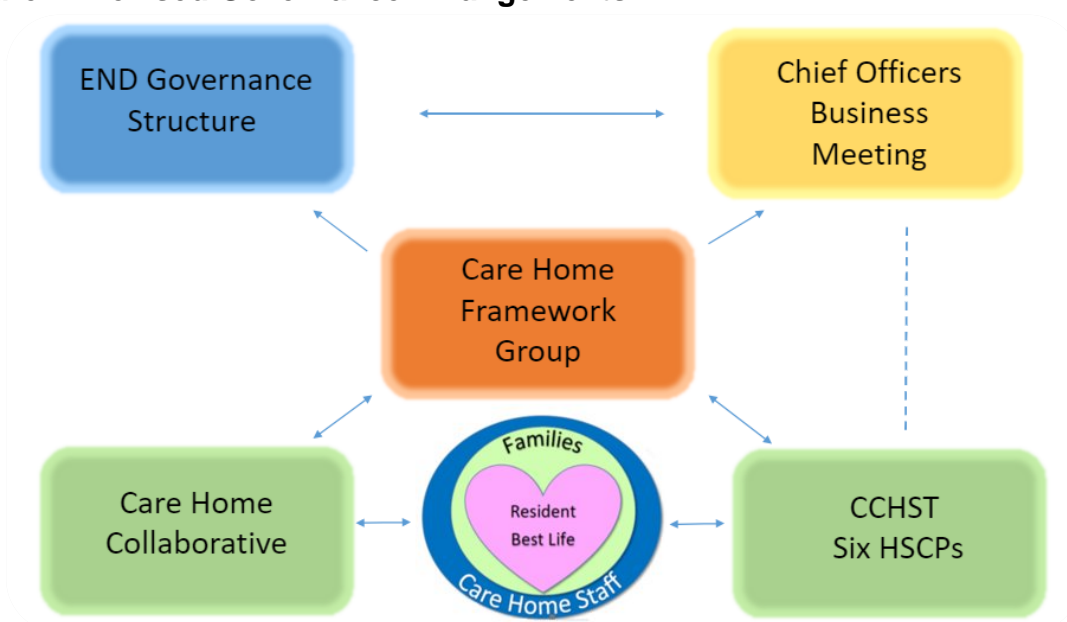 END Governance
Structure
Chief Officers
Business
Meeting
Care Home
Framework
Group
Care Home
Collaborative
Families
Resident
Best Life
Care Home Staff
CCHST
Six HSCPs